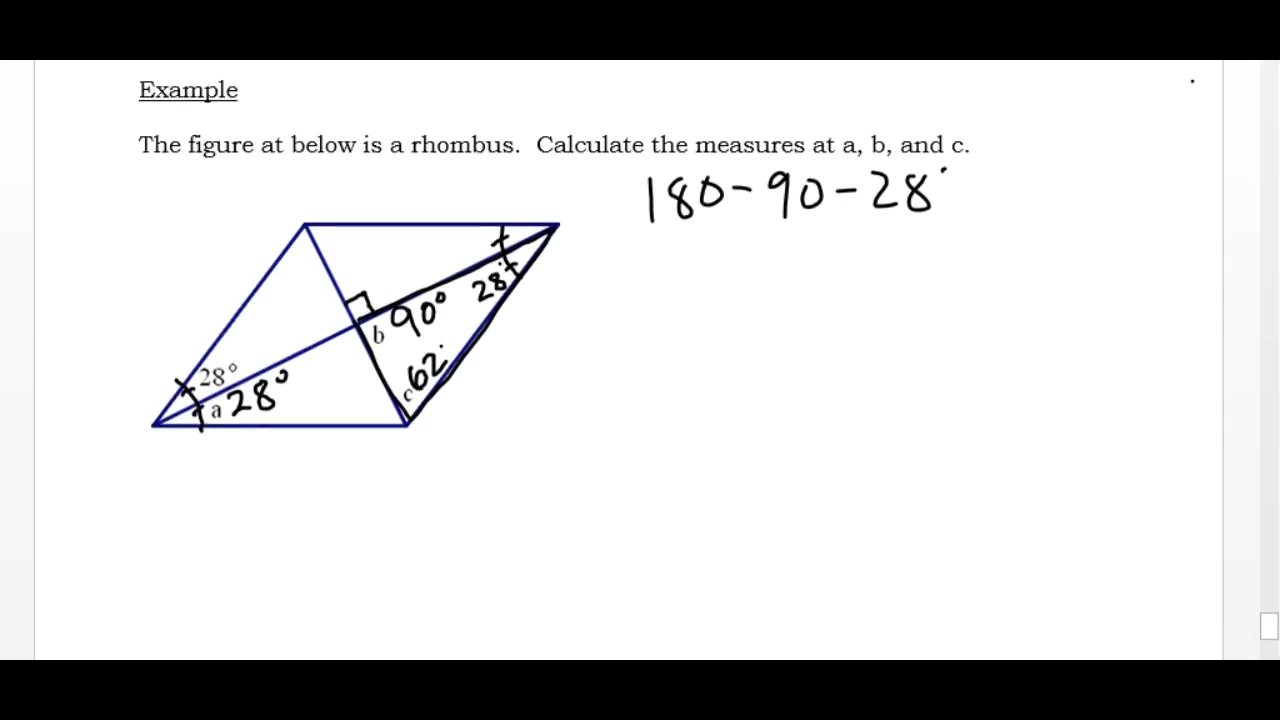 Example
The figure at below is a rhombus.  Calculate the measures at a, b, and c.
180-90-28°
28°
b 90°
28°
62°
a 28°
c